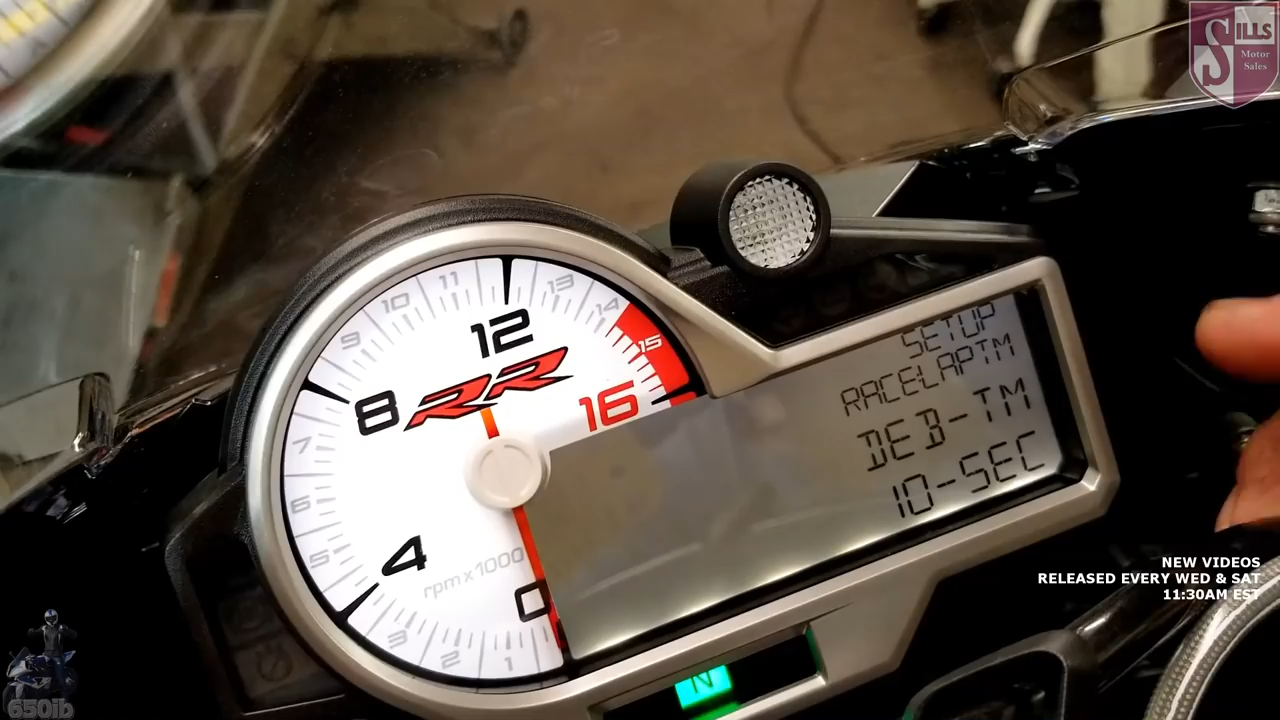 SILLS
Motor
Sales
10
11
12
13
14
15
16
9
8
7
6
5
4
3
2
1
0
RR
rpm x 1000
SETUP
RACELAPTM
DEB-TM
10-SEC
N
NEW VIDEOS
RELEASED EVERY WED & SAT
11:30AM EST
650ib